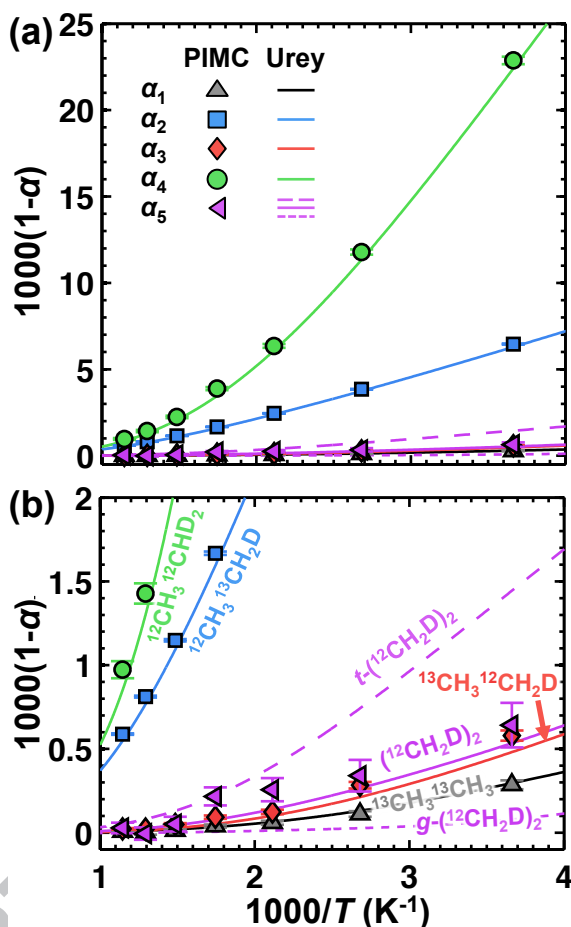 (a)
25
20
15
10
5
0
1000(1-α)
PIMC Urey
α1
α2
α3
α4
α5
(b)
2
1.5
1
0.5
0
1000(1-α)
¹²CH₃¹²CHD₂
¹²CH₃¹³CH₂D
t-(¹²CH₂D)₂
¹³CH₃¹²CH₂D
(¹²CH₂D)₂
¹³CH₃¹³CH₃
g-(¹²CH₂D)₂
1 2 3 4
1000/T (K⁻¹)